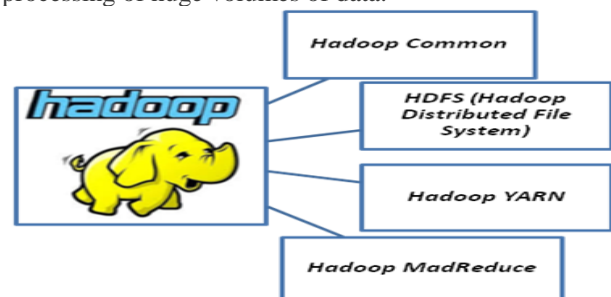 processing of huge volumes of data.
Hadoop Common
hadoop
HDFS (Hadoop
Distributed File
System)
Hadoop YARN
Hadoop MadReduce